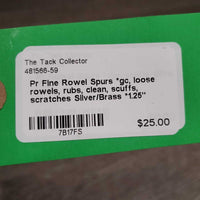 The Tack Collector
481566-59
Pr Fine Rowel Spurs *gc, loose
rowels, rubs, clean, scuffs,
scratches Silver/Brass *1.25"
7B17FS
$25.00